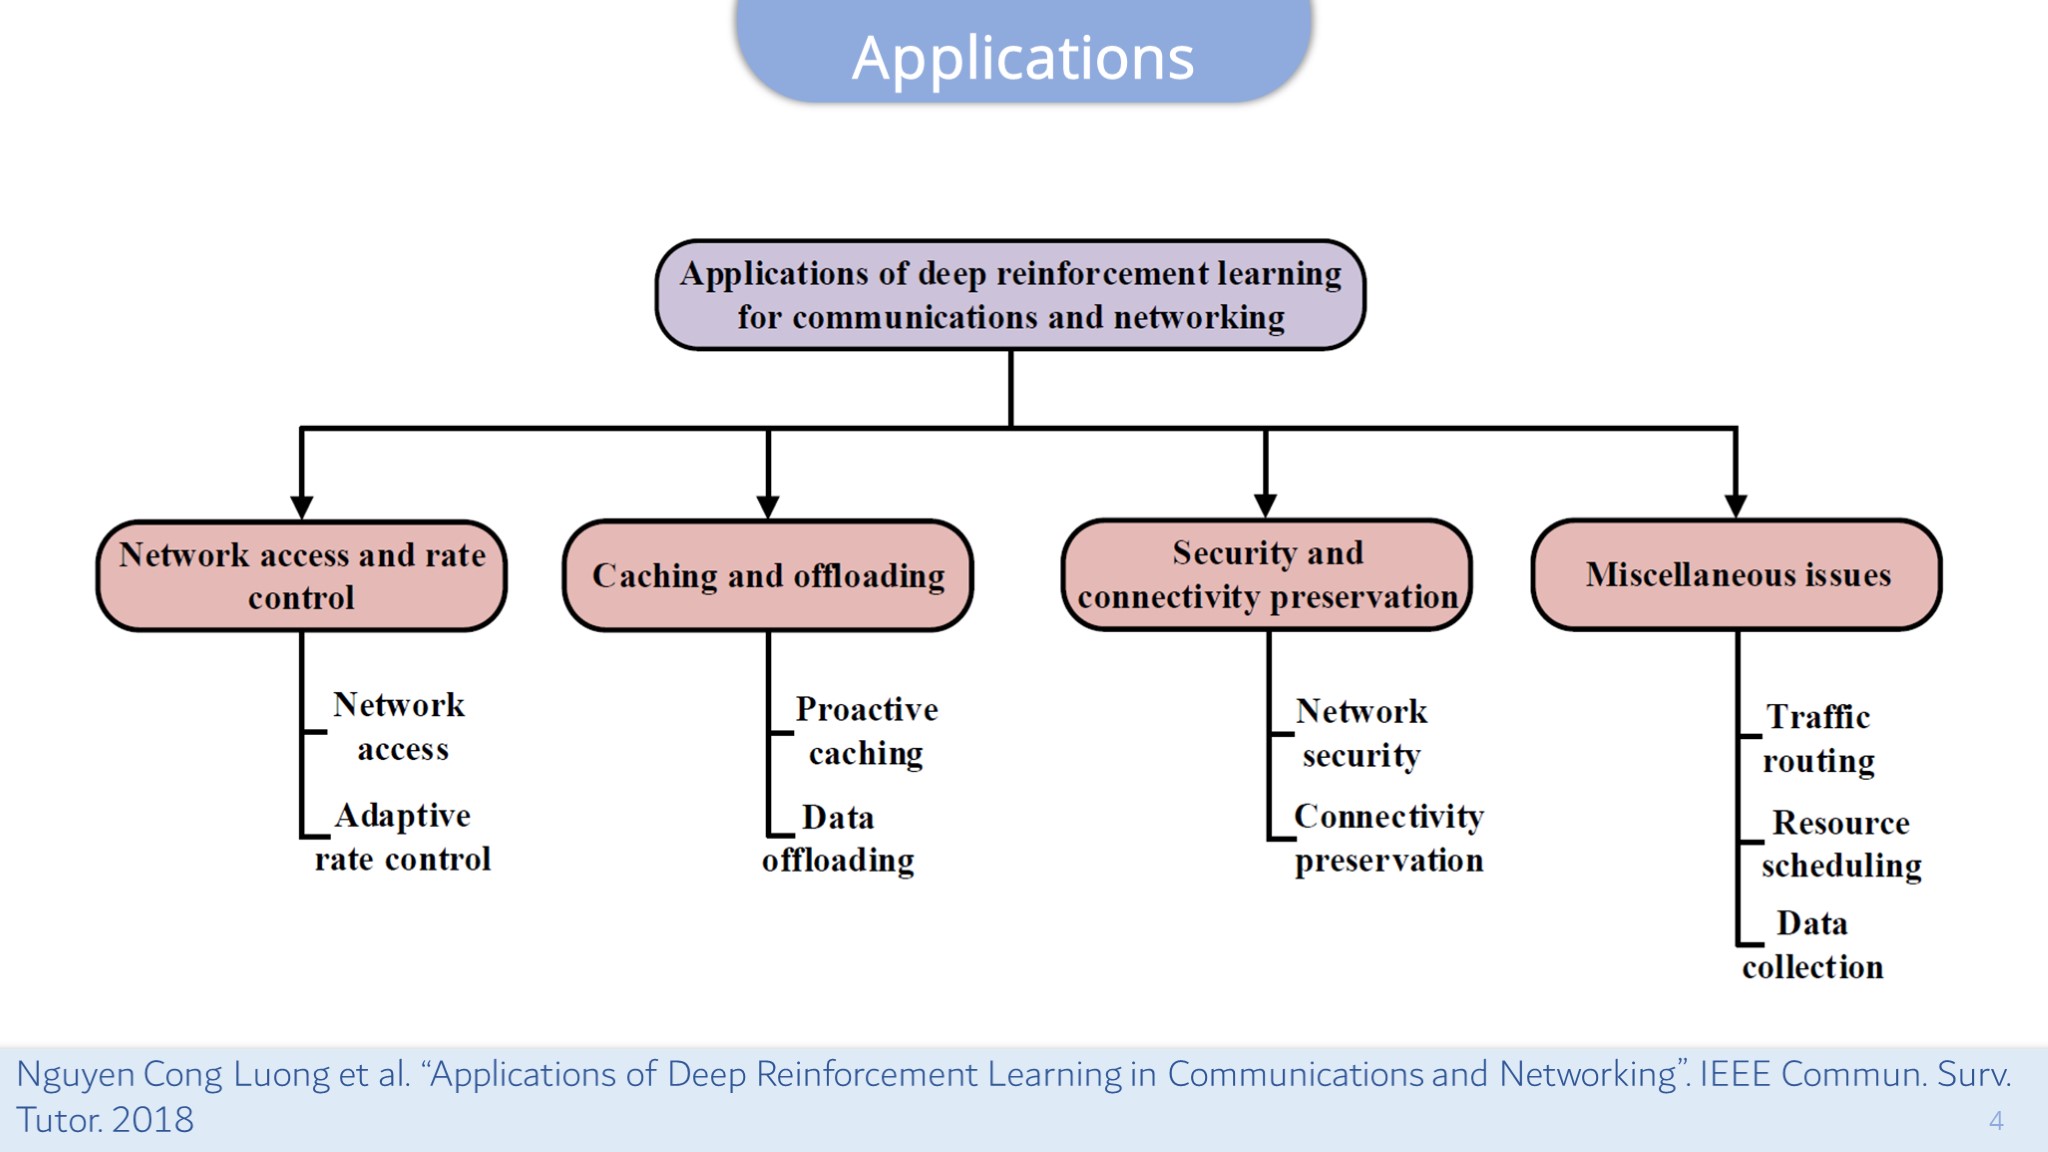 Applications
Applications of deep reinforcement learning
for communications and networking
Network access and rate
control
Caching and offloading
Security and
connectivity preservation
Miscellaneous issues
Network
access
Adaptive
rate control
Proactive
caching
Data
offloading
Network
security
Connectivity
preservation
Traffic
routing
Resource
scheduling
Data
collection
Nguyen Cong Luong et al. “Applications of Deep Reinforcement Learning in Communications and Networking”. IEEE Commun. Surv.
Tutor. 2018
4